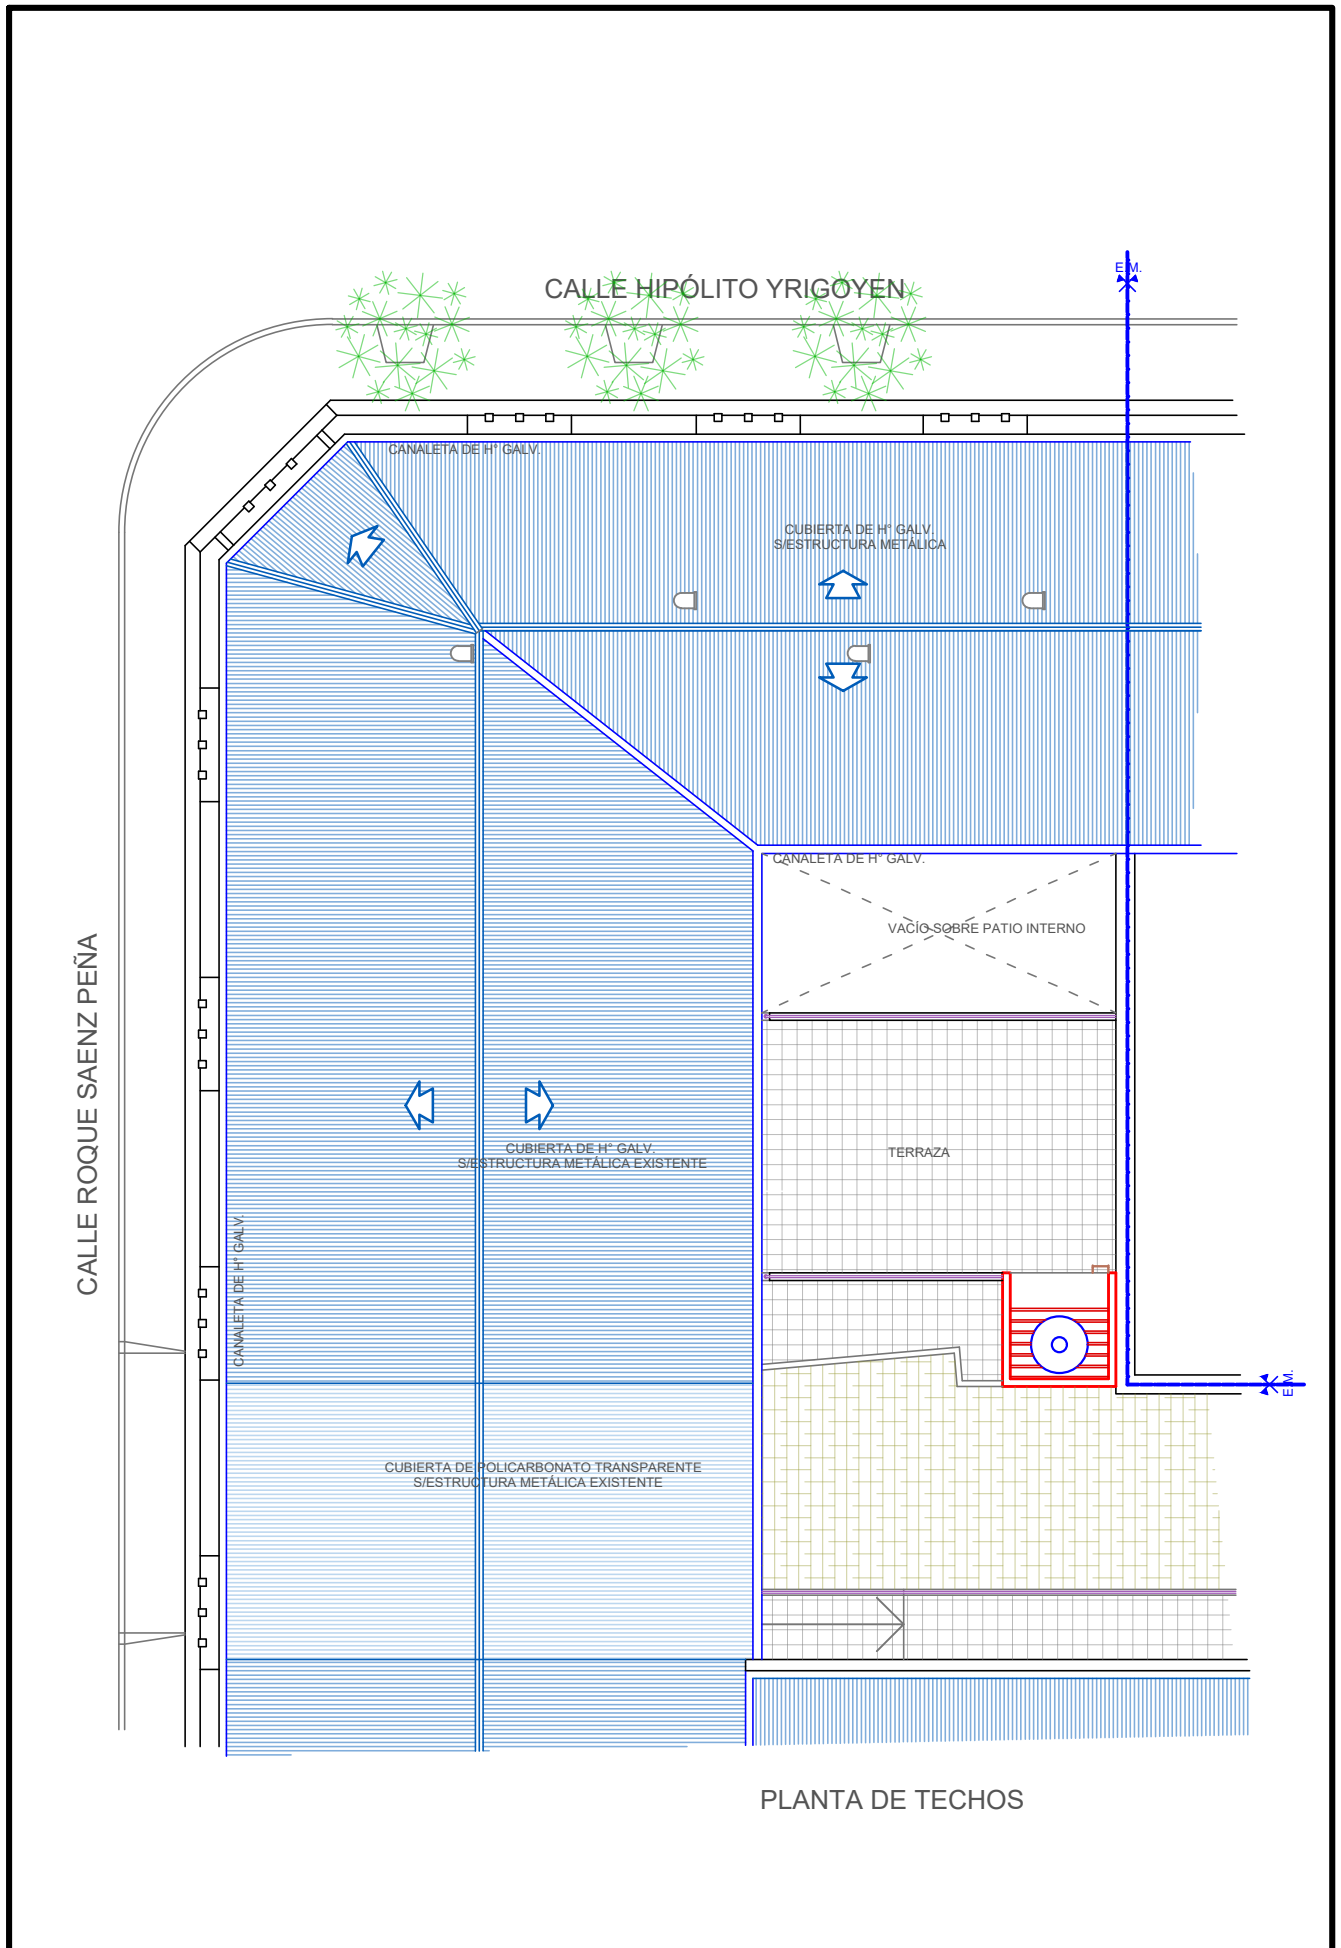 CALLE HIPÓLITO YRIGOYEN
E.M.
CANALETA DE H° GALV.
CUBIERTA DE H° GALV.
S/ESTRUCTURA METÁLICA
CANALETA DE H° GALV.
VACÍO SOBRE PATIO INTERNO
CALLE ROQUE SAENZ PEÑA
TERRAZA
CUBIERTA DE H° GALV.
S/ESTRUCTURA METÁLICA EXISTENTE
CANALETA DE H° GALV.
E.M.
CUBIERTA DE POLICARBONATO TRANSPARENTE
S/ESTRUCTURA METÁLICA EXISTENTE
PLANTA DE TECHOS